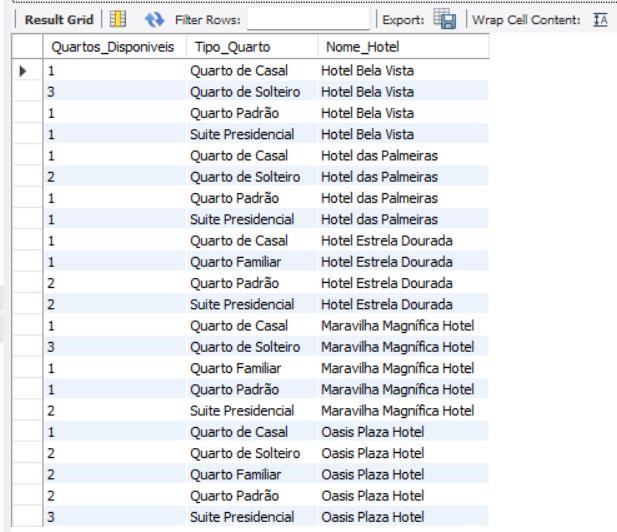 Result Grid Filter Rows: Export: Wrap Cell Content: IA
Quartos_Disponiveis Tipo_Quarto Nome_Hotel
1 Quarto de Casal Hotel Bela Vista
3 Quarto de Solteiro Hotel Bela Vista
1 Quarto Padrão Hotel Bela Vista
1 Suite Presidencial Hotel Bela Vista
1 Quarto de Casal Hotel das Palmeiras
2 Quarto de Solteiro Hotel das Palmeiras
1 Quarto Padrão Hotel das Palmeiras
1 Suite Presidencial Hotel das Palmeiras
1 Quarto de Casal Hotel Estrela Dourada
1 Quarto Familiar Hotel Estrela Dourada
2 Quarto Padrão Hotel Estrela Dourada
2 Suite Presidencial Hotel Estrela Dourada
1 Quarto de Casal Maravilha Magnífica Hotel
3 Quarto de Solteiro Maravilha Magnífica Hotel
1 Quarto Familiar Maravilha Magnífica Hotel
1 Quarto Padrão Maravilha Magnífica Hotel
2 Suite Presidencial Maravilha Magnífica Hotel
1 Quarto de Casal Oasis Plaza Hotel
2 Quarto de Solteiro Oasis Plaza Hotel
2 Quarto Familiar Oasis Plaza Hotel
2 Quarto Padrão Oasis Plaza Hotel
3 Suite Presidencial Oasis Plaza Hotel